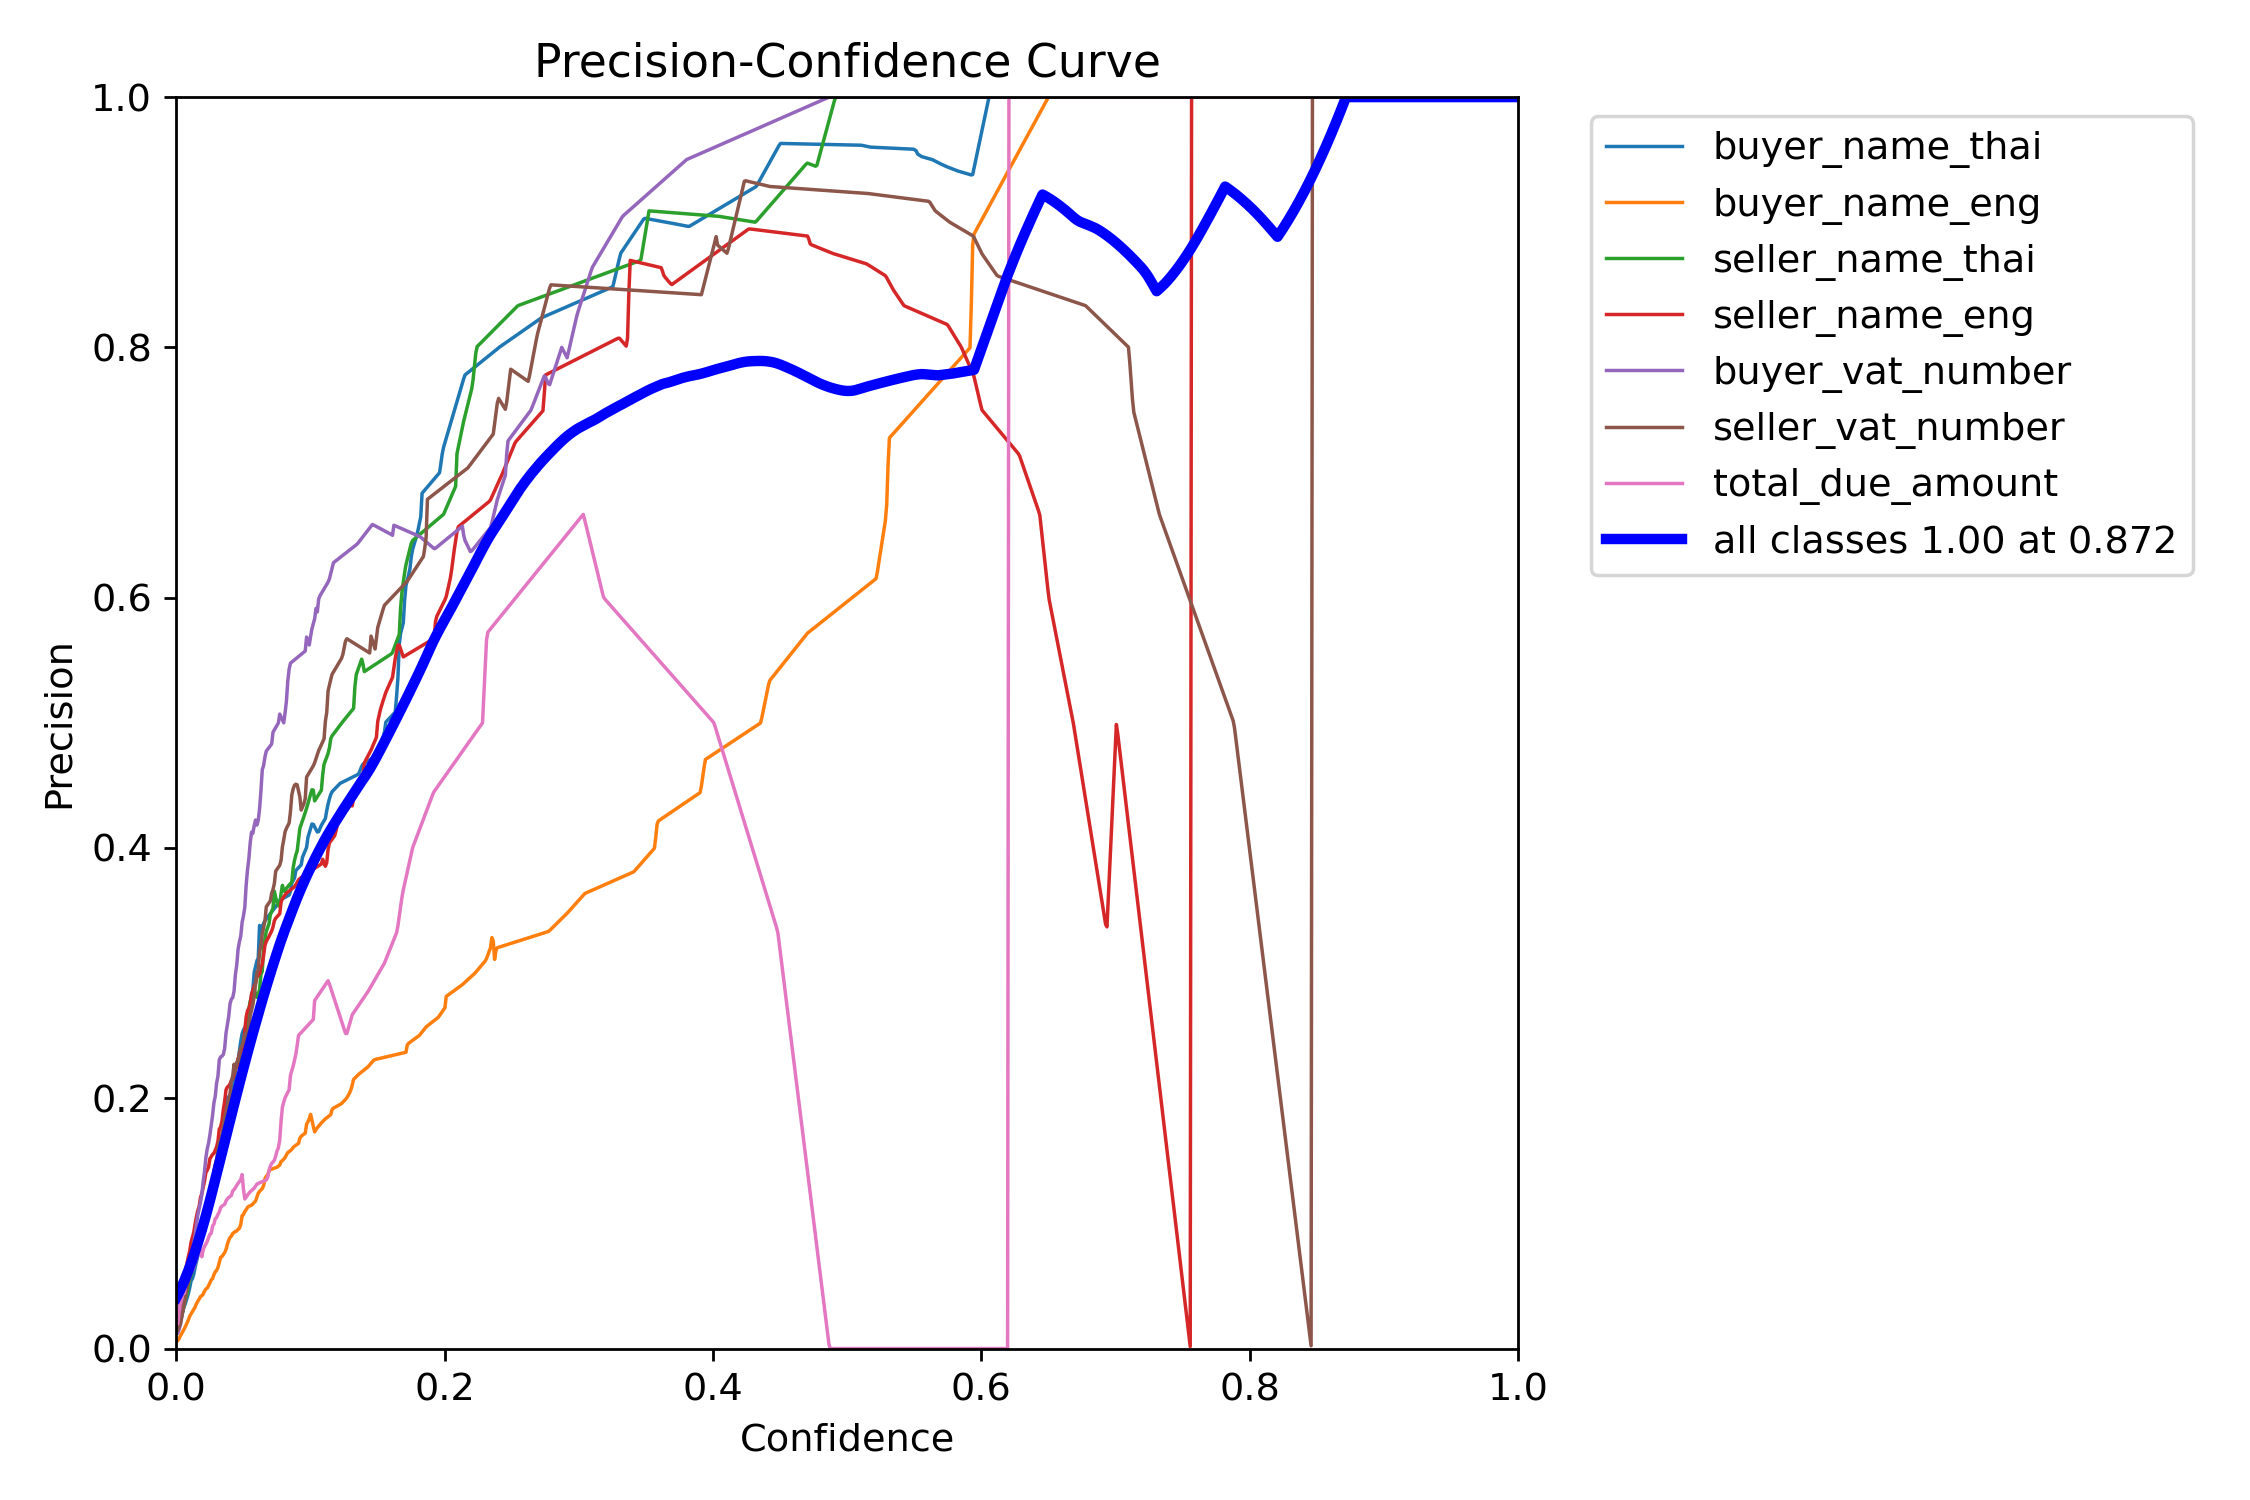 Precision-Confidence Curve
1.0
0.8
0.6
0.4
0.2
0.0
Precision
0.0 0.2 0.4 0.6 0.8 1.0
Confidence
buyer_name_thai
buyer_name_eng
seller_name_thai
seller_name_eng
buyer_vat_number
seller_vat_number
total_due_amount
all classes 1.00 at 0.872